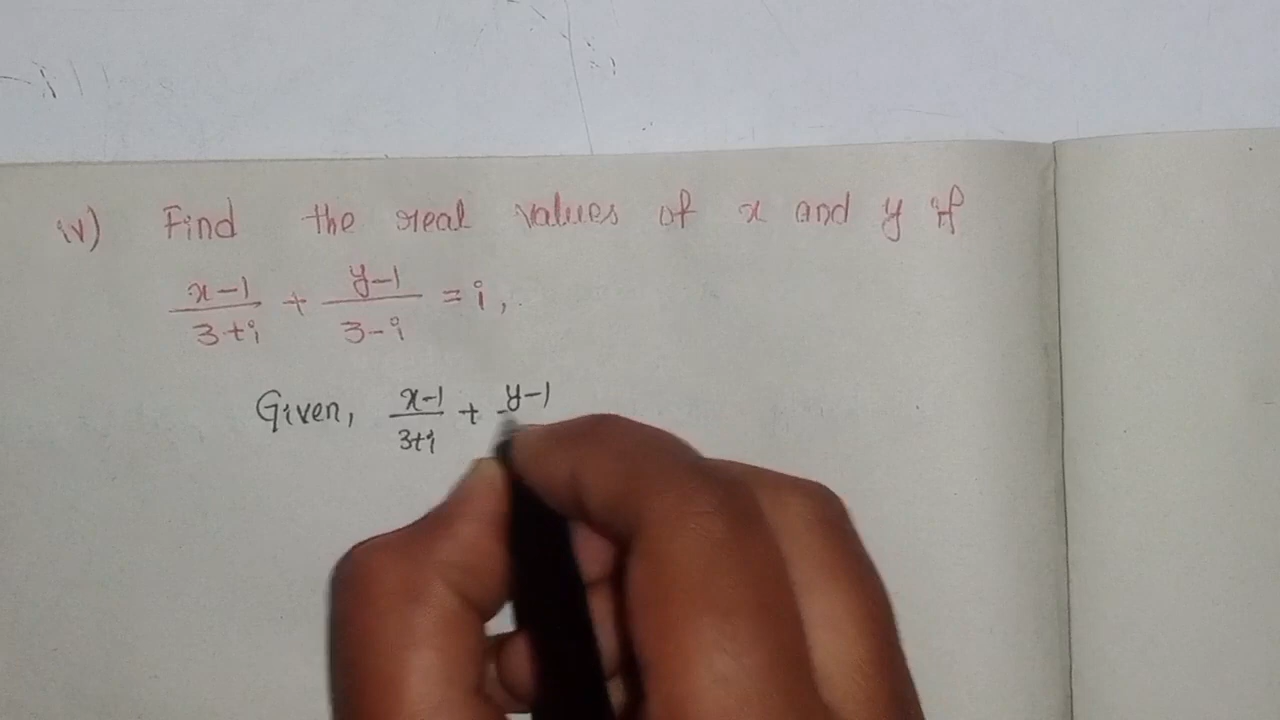 iv) Find the real values of x and y if
x-1/3+i + y-1/3-i = i,
Given, x-1/3+i + y-1